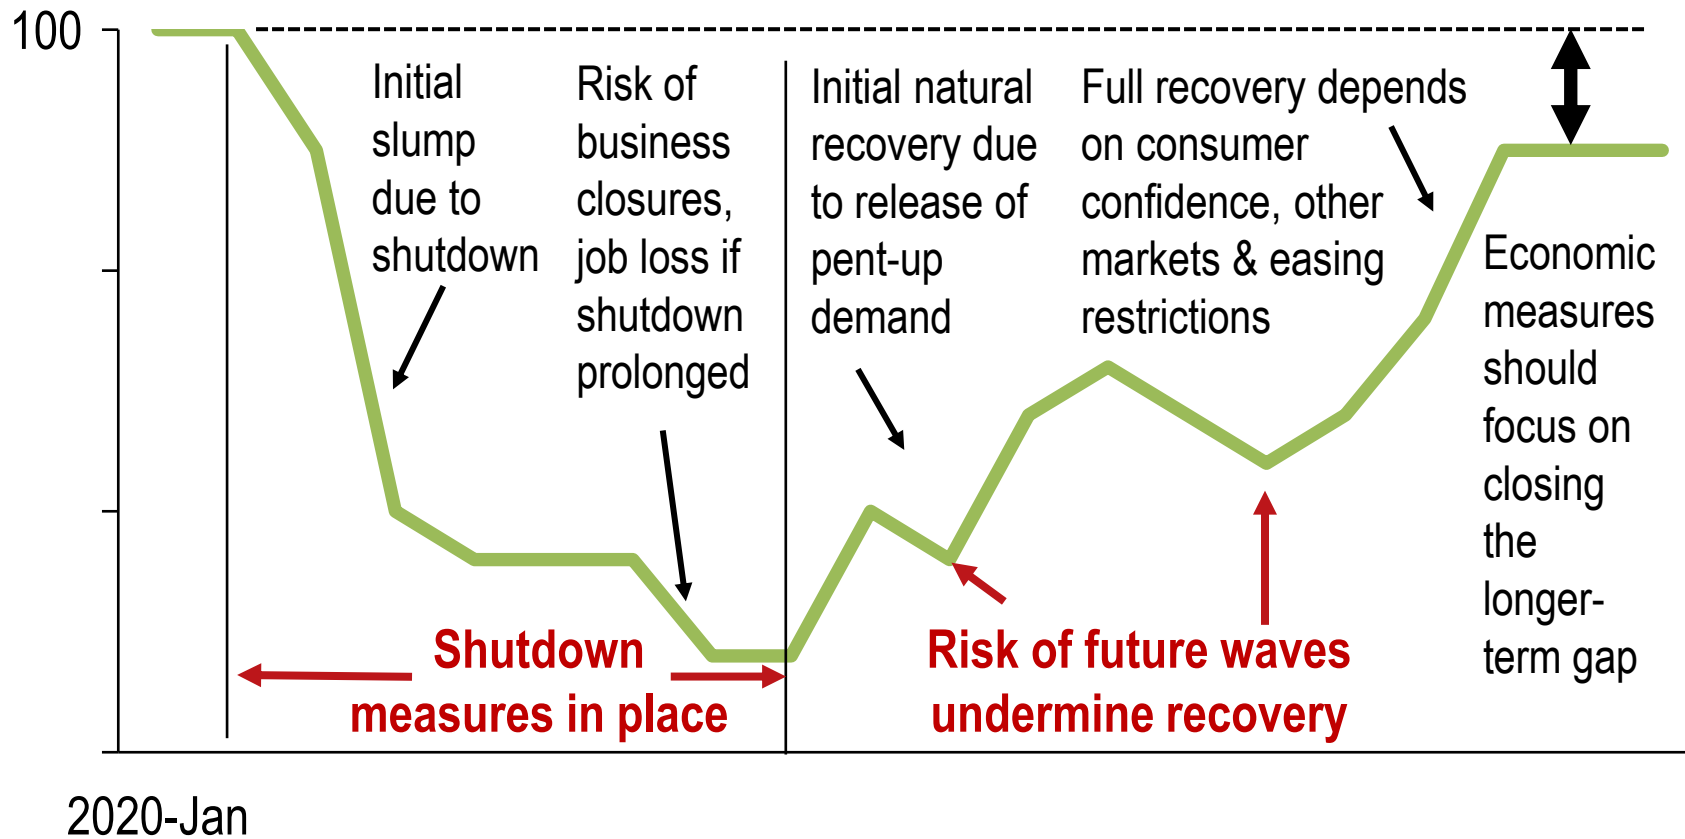 100
Initial
slump
due to
shutdown
Risk of
business
closures,
job loss if
shutdown
prolonged
Initial natural
recovery due
to release of
pent-up
demand
Full recovery depends
on consumer
confidence, other
markets & easing
restrictions
Economic
measures
should
focus on
closing
the
longer-
term gap
Shutdown
measures in place
Risk of future waves
undermine recovery
2020-Jan